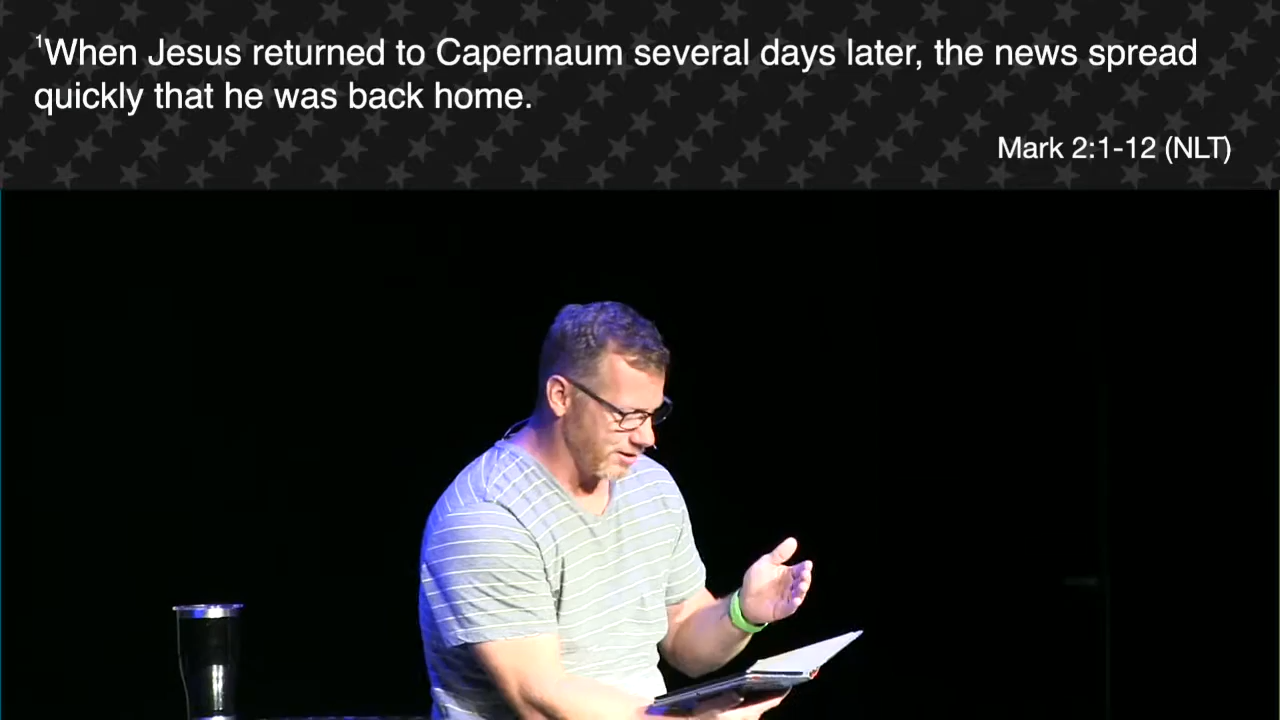 ¹When Jesus returned to Capernaum several days later, the news spread
quickly that he was back home.
Mark 2:1-12 (NLT)